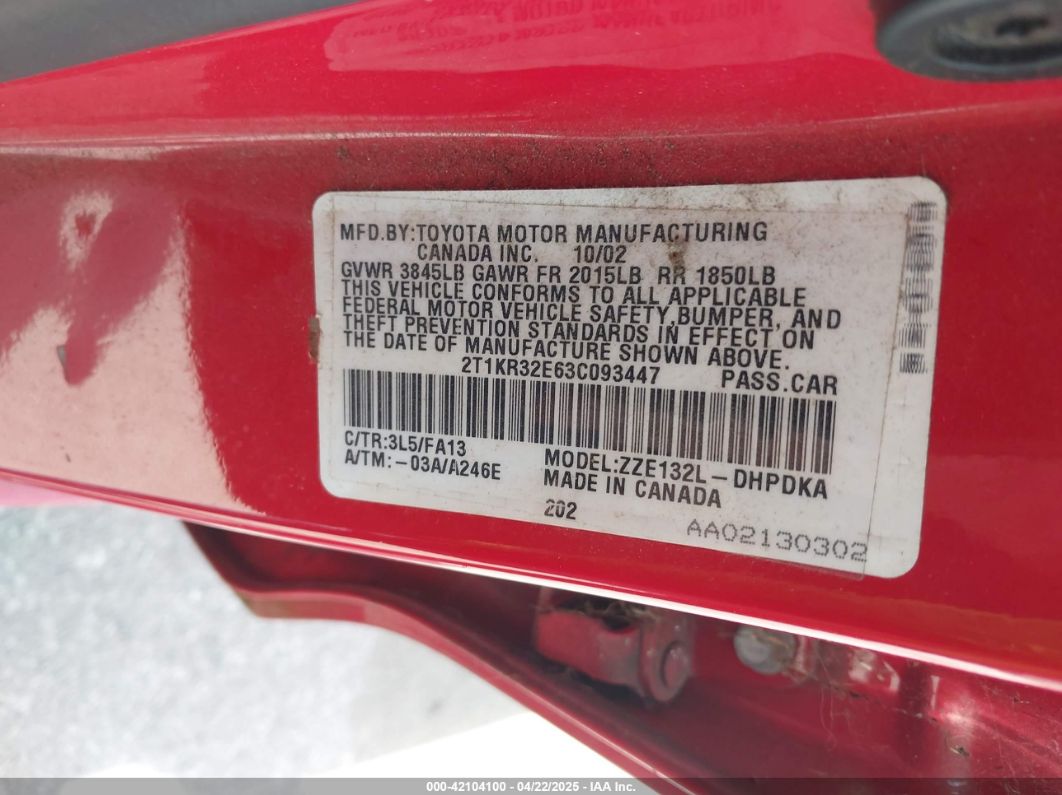 MFD.BY:TOYOTA MOTOR MANUFACTURING
CANADA INC. 10/02
GVWR 3845LB GAWR FR 2015LB RR 1850LB
THIS VEHICLE CONFORMS TO ALL APPLICABLE
FEDERAL MOTOR VEHICLE SAFETY,BUMPER, AND
THEFT PREVENTION STANDARDS IN EFFECT ON
THE DATE OF MANUFACTURE SHOWN ABOVE.
2T1KR32E63C093447 PASS.CAR
C/TR:3L5/FA13
A/TM:-03A/A246E
MODEL:ZZE132L-DHPDKA
MADE IN CANADA
202
AA02130302
000-42104100 - 04/22/2025 - IAA Inc.